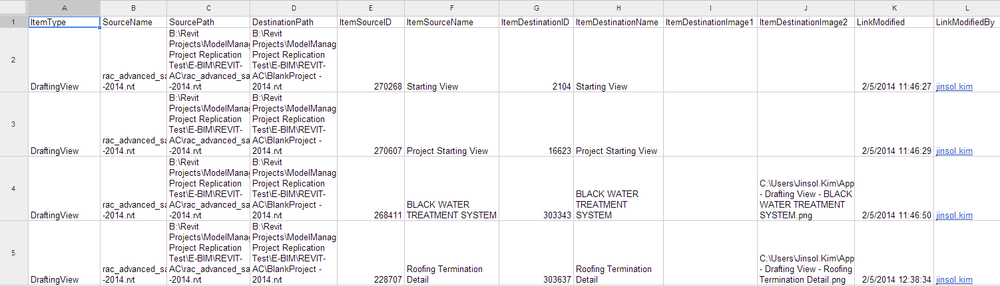 A B C D E F G H I J K L
1 ItemType SourceName SourcePath DestinationPath ItemSourceID ItemSourceName ItemDestinationID ItemDestinationName ItemDestinationImage1 ItemDestinationImage2 LinkModified LinkModifiedBy
B:\Revit B:\Revit
Projects\ModelManag Projects\ModelManag
Project Replication Project Replication
2 Test\E-BIM\REVIT- Test\E-BIM\REVIT-
rac_advanced_sa AC\rac_advanced_sa AC\BlankProject -
DraftingView -2014.rvt -2014.rvt 2014.rvt 270268 Starting View 2104 Starting View 2/5/2014 11:46:27 jinsol.kim
B:\Revit B:\Revit
Projects\ModelManag Projects\ModelManag
Project Replication Project Replication
3 Test\E-BIM\REVIT- Test\E-BIM\REVIT-
rac_advanced_sa AC\rac_advanced_sa AC\BlankProject -
DraftingView -2014.rvt -2014.rvt 2014.rvt 270607 Project Starting View 16623 Project Starting View 2/5/2014 11:46:29 jinsol.kim
B:\Revit B:\Revit
Projects\ModelManag Projects\ModelManag
Project Replication Project Replication C:\Users\Jinsol.Kim\App
4 Test\E-BIM\REVIT- Test\E-BIM\REVIT- BLACK WATER - Drafting View - BLACK
rac_advanced_sa AC\rac_advanced_sa AC\BlankProject - BLACK WATER TREATMENT WATER TREATMENT
DraftingView -2014.rvt -2014.rvt 2014.rvt 268411 TREATMENT SYSTEM 303343 SYSTEM SYSTEM.png 2/5/2014 11:46:50 jinsol.kim
B:\Revit B:\Revit
Projects\ModelManag Projects\ModelManag
Project Replication Project Replication
5 Test\E-BIM\REVIT- Test\E-BIM\REVIT- C:\Users\Jinsol.Kim\App
rac_advanced_sa AC\rac_advanced_sa AC\BlankProject - Roofing Termination Roofing Termination - Drafting View - Roofing
DraftingView -2014.rvt -2014.rvt 2014.rvt 228707 Detail 303637 Detail Termination Detail.png 2/5/2014 12:38:34 jinsol.kim